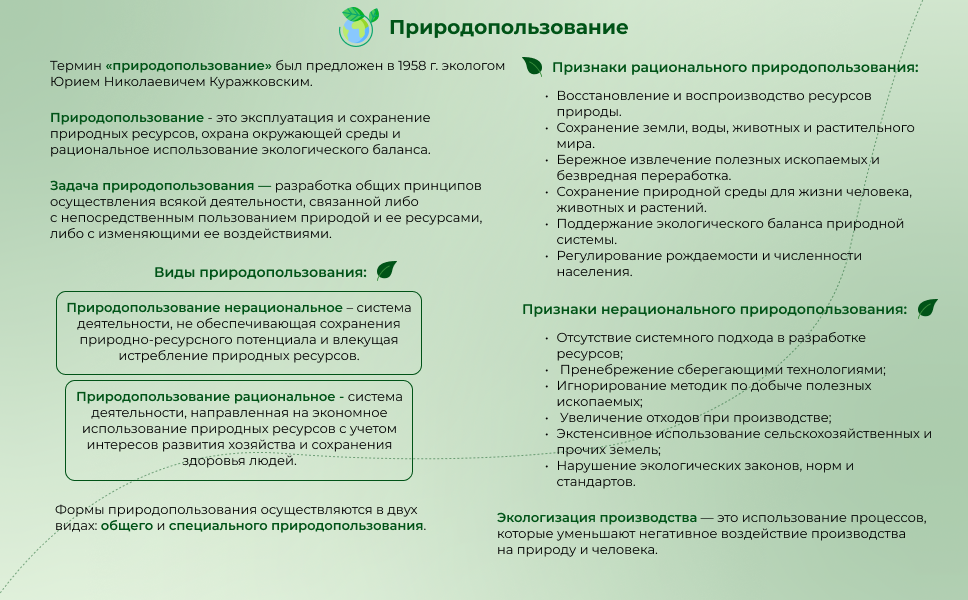 Природопользование
Термин «природопользование» был предложен в 1958 г. экологом
Юрием Николаевичем Куражковским.
Природопользование - это эксплуатация и сохранение
природных ресурсов, охрана окружающей среды и
рациональное использование экологического баланса.
Задача природопользования — разработка общих принципов
осуществления всякой деятельности, связанной либо
с непосредственным пользованием природой и ее ресурсами,
либо с изменяющими ее воздействиями.
Виды природопользования:
Природопользование нерациональное – система
деятельности, не обеспечивающая сохранения
природно-ресурсного потенциала и влекущая
истребление природных ресурсов.
Природопользование рациональное - система
деятельности, направленная на экономное
использование природных ресурсов с учетом
интересов развития хозяйства и сохранения
здоровья людей.
Формы природопользования осуществляются в двух
видах: общего и специального природопользования.
Признаки рационального природопользования:
• Восстановление и воспроизводство ресурсов
природы.
• Сохранение земли, воды, животных и растительного
мира.
• Бережное извлечение полезных ископаемых и
безвредная переработка.
• Сохранение природной среды для жизни человека,
животных и растений.
• Поддержание экологического баланса природной
системы.
• Регулирование рождаемости и численности
населения.
Признаки нерационального природопользования:
• Отсутствие системного подхода в разработке
ресурсов;
• Пренебрежение сберегающими технологиями;
• Игнорирование методик по добыче полезных
ископаемых;
• Увеличение отходов при производстве;
• Экстенсивное использование сельскохозяйственных и
прочих земель;
• Нарушение экологических законов, норм и
стандартов.
Экологизация производства — это использование процессов,
которые уменьшают негативное воздействие производства
на природу и человека.